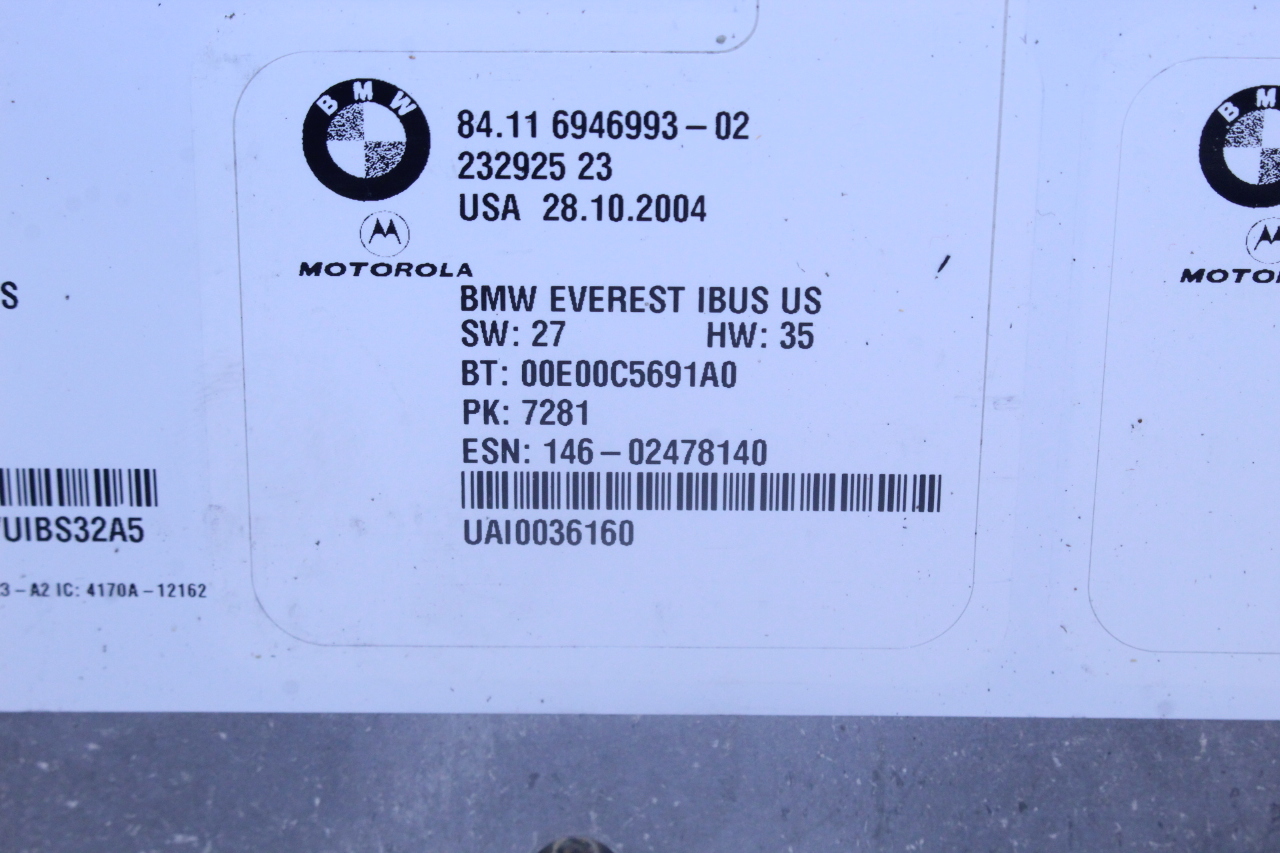 BMW
84.11 6946993-02
232925 23
USA 28.10.2004
MOTOROLA
BMW EVEREST IBUS US
SW: 27 HW: 35
BT: 00E00C5691A0
PK: 7281
ESN: 146-02478140
UAI0036160
S
UIBS32A5
3-A2 IC: 4170A-12162
BM
MOTO